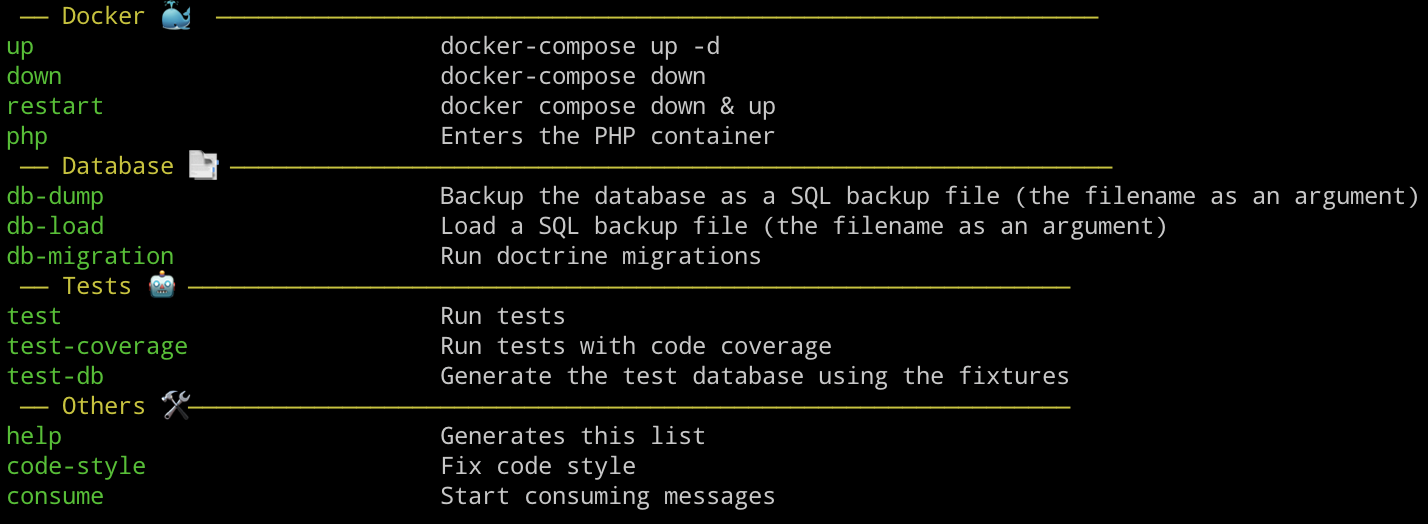 ── Docker 🐳 ───────────────────────────────────────────────────────────────
up                             docker-compose up -d
down                           docker-compose down
restart                        docker compose down & up
php                            Enters the PHP container
── Database 📑 ───────────────────────────────────────────────────────────────
db-dump                        Backup the database as a SQL backup file (the filename as an argument)
db-load                        Load a SQL backup file (the filename as an argument)
db-migration                   Run doctrine migrations
── Tests 🤖 ───────────────────────────────────────────────────────────────
test                           Run tests
test-coverage                  Run tests with code coverage
test-db                        Generate the test database using the fixtures
── Others 🛠 ───────────────────────────────────────────────────────────────
help                           Generates this list
code-style                     Fix code style
consume                        Start consuming messages